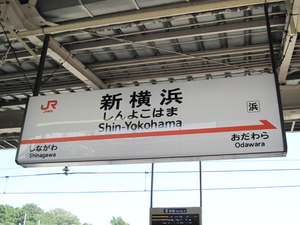 JR
新横浜
しんよこはま
Shin-Yokohama
浜
しながわ
Shinagawa
おだわら
Odawara